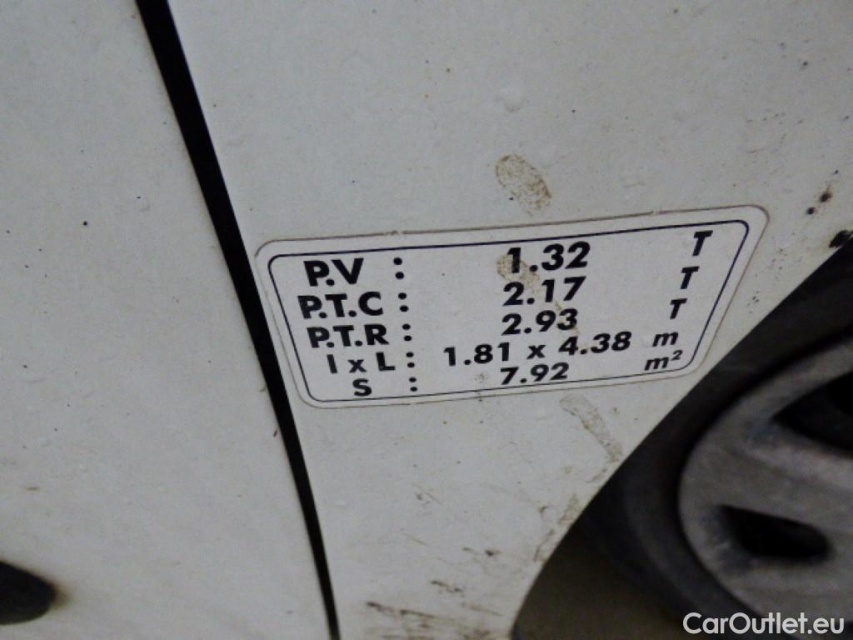 P.V : 1.32 T
P.T.C : 2.17 T
P.T.R : 2.93 T
l x L : 1.81 x 4.38 m
S : 7.92 m²
CarOutlet.eu